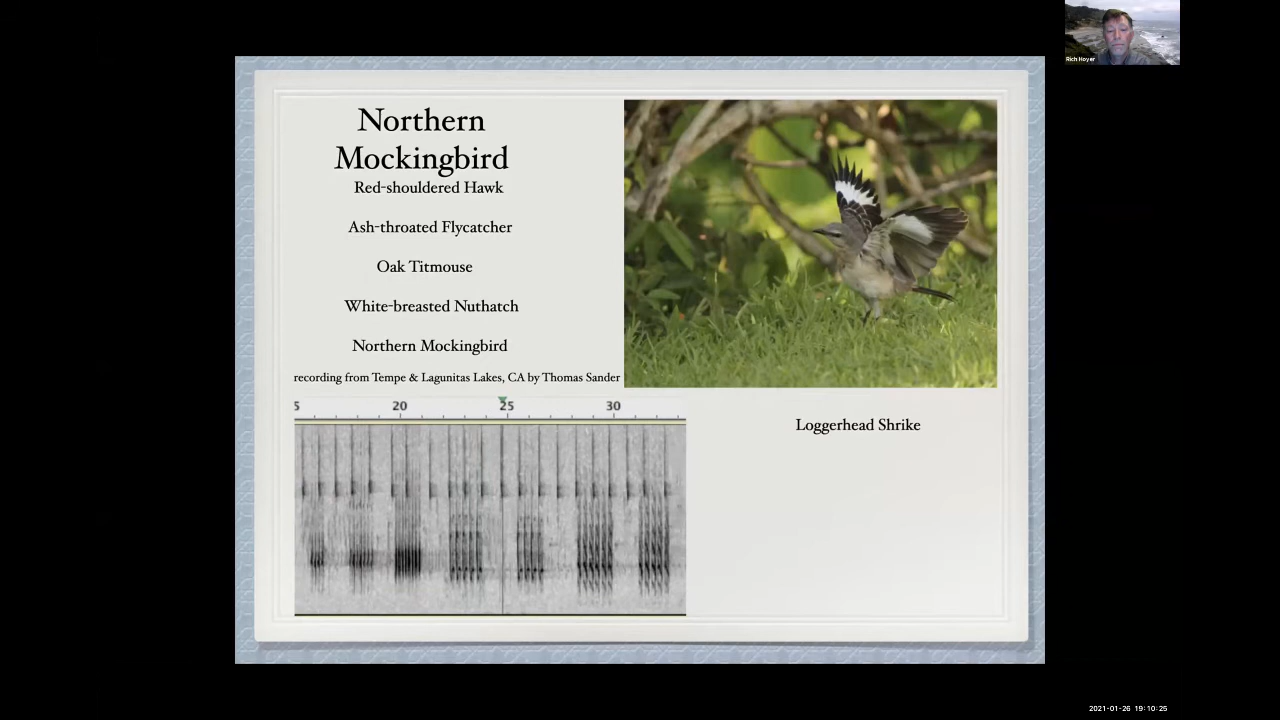 Rich Hoyer
Northern
Mockingbird
Red-shouldered Hawk
Ash-throated Flycatcher
Oak Titmouse
White-breasted Nuthatch
Northern Mockingbird
recording from Tempe & Lagunitas Lakes, CA by Thomas Sander
5 20 25 30
Loggerhead Shrike
2021-01-26 19:10:25